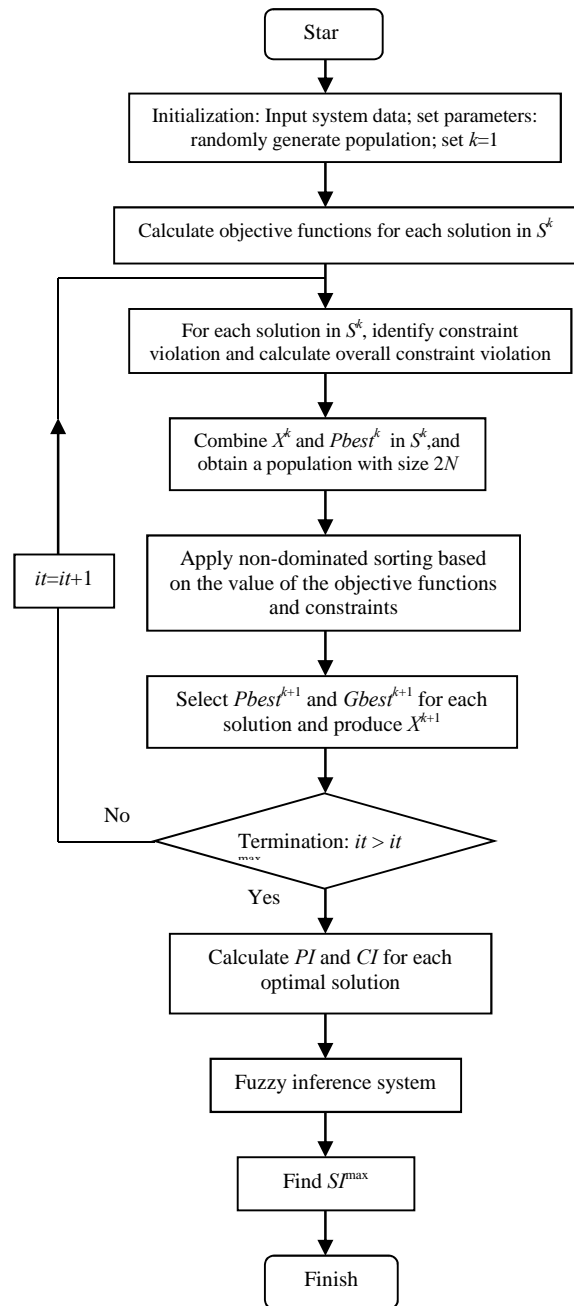 Star
Initialization: Input system data; set parameters:
randomly generate population; set k=1
Calculate objective functions for each solution in S^k
For each solution in S^k, identify constraint
violation and calculate overall constraint violation
Combine X^k and Pbest^k in S^k,and
obtain a population with size 2N
Apply non-dominated sorting based
on the value of the objective functions
and constraints
it=it+1
Select Pbest^k+1 and Gbest^k+1 for each
solution and produce X^k+1
No
Termination: it > it
max
Yes
Calculate PI and CI for each
optimal solution
Fuzzy inference system
Find SI^max
Finish